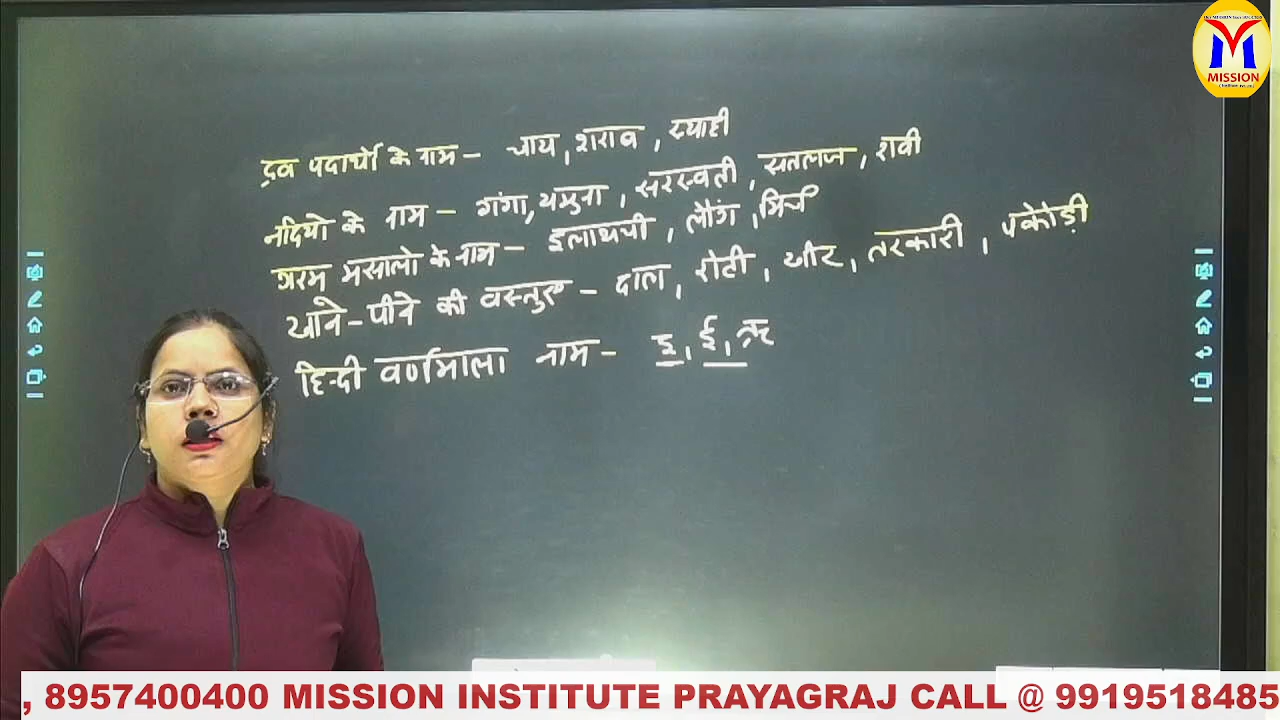 MISSION
द्रव पदार्थो के नाम - चाय, शराब, स्याही
नदियो के नाम - गंगा, यमुना, सरस्वती, सतलज, रावी
गरम मसालो के नाम - इलायची, लौंग, मिर्च
खाने-पीने की वस्तुए - दाल, रोटी, खीर, तरकारी, पकोड़ी
हिन्दी वर्णमाला नाम - इ, ई, ऋ
, 8957400400 MISSION INSTITUTE PRAYAGRAJ CALL @ 9919518485